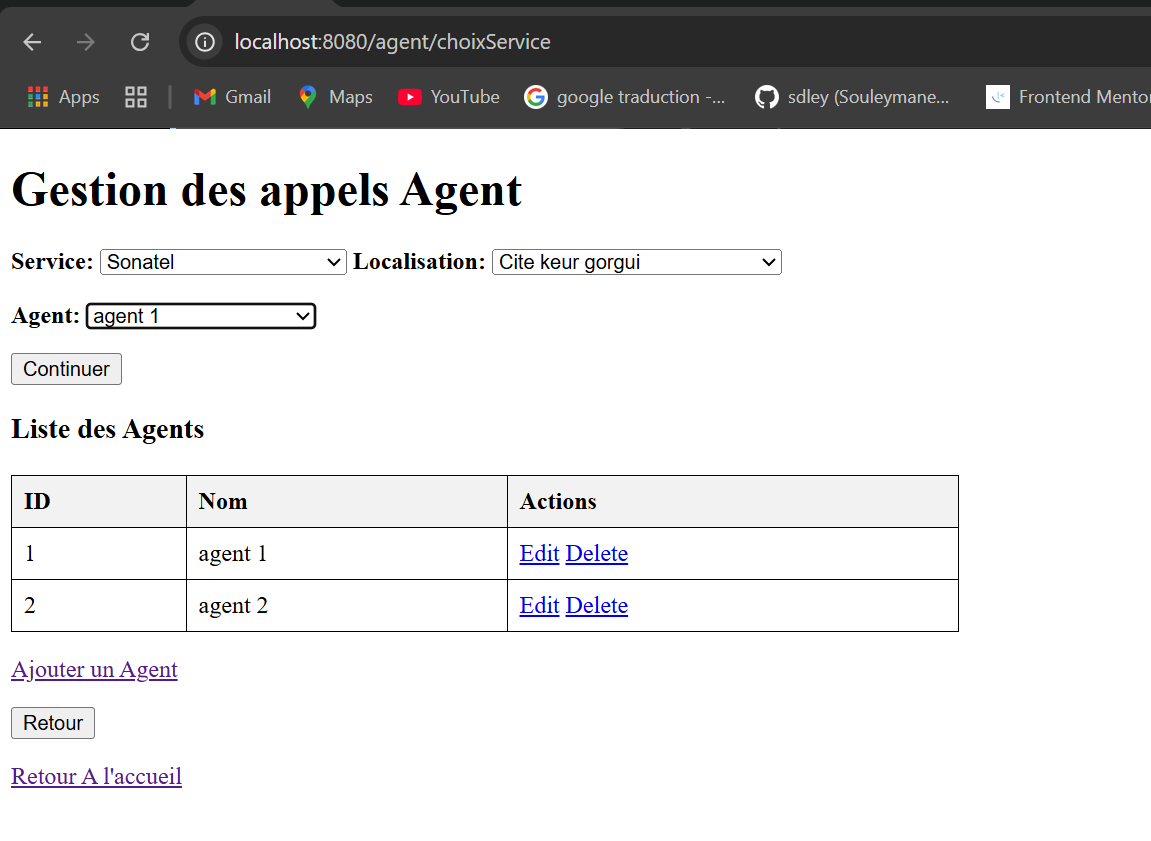 localhost:8080/agent/choixService
Apps Gmail Maps YouTube google traduction -... sdley (Souleymane... Frontend Mento
Gestion des appels Agent
Service: Sonatel Localisation: Cite keur gorgui
Agent: agent 1
Continuer
Liste des Agents
ID Nom Actions
1 agent 1 Edit Delete
2 agent 2 Edit Delete
Ajouter un Agent
Retour
Retour A l'accueil